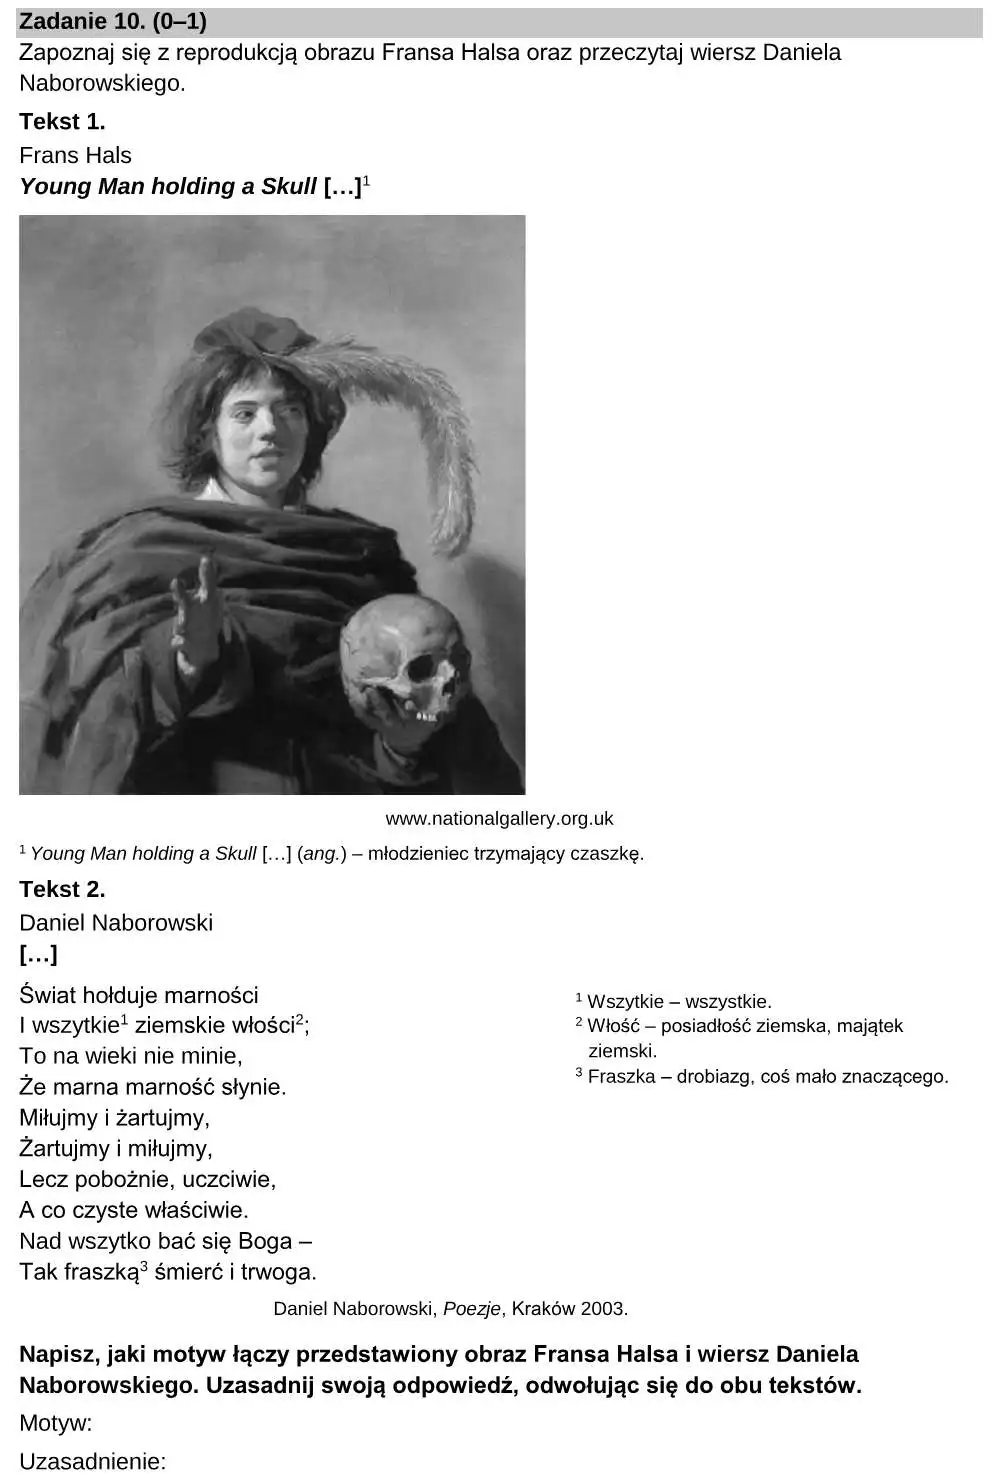 Zadanie 10. (0–1)
Zapoznaj się z reprodukcją obrazu Fransa Halsa oraz przeczytaj wiersz Daniela
Naborowskiego.
Tekst 1.
Frans Hals
Young Man holding a Skull […]¹
www.nationalgallery.org.uk
¹ Young Man holding a Skull […] (ang.) – młodzieniec trzymający czaszkę.
Tekst 2.
Daniel Naborowski
[…]
Świat hołduje marności
I wszytkie¹ ziemskie włości²;
To na wieki nie minie,
Że marna marność słynie.
Miłujmy i żartujmy,
Żartujmy i miłujmy,
Lecz pobożnie, uczciwie,
A co czyste właściwie.
Nad wszytko bać się Boga –
Tak fraszką³ śmierć i trwoga.
¹ Wszytkie – wszystkie.
² Włość – posiadłość ziemska, majątek
ziemski.
³ Fraszka – drobiazg, coś mało znaczącego.
Daniel Naborowski, Poezje, Kraków 2003.
Napisz, jaki motyw łączy przedstawiony obraz Fransa Halsa i wiersz Daniela
Naborowskiego. Uzasadnij swoją odpowiedź, odwołując się do obu tekstów.
Motyw:
Uzasadnienie: